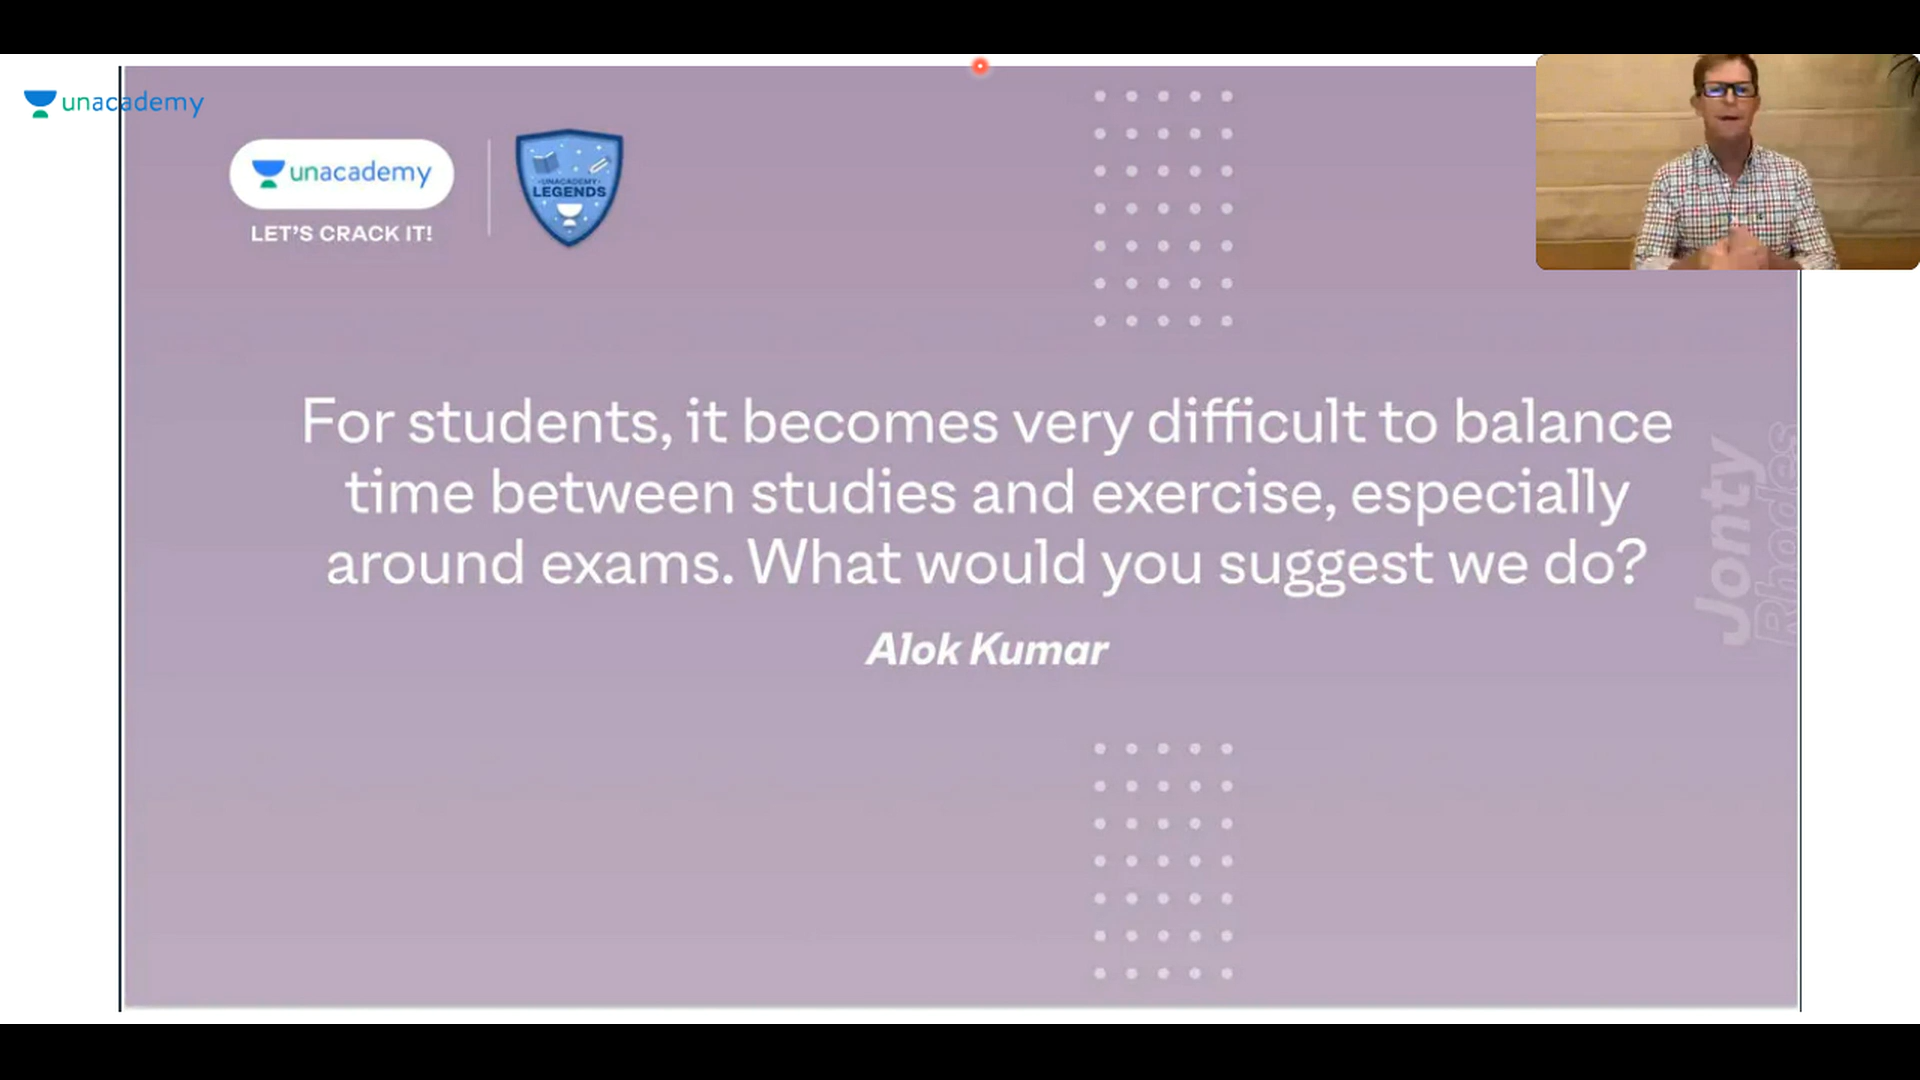 unacademy
unacademy
LET'S CRACK IT!
UNACADEMY
LEGENDS
For students, it becomes very difficult to balance
time between studies and exercise, especially
around exams. What would you suggest we do?
Alok Kumar
Jonty
Rhodes